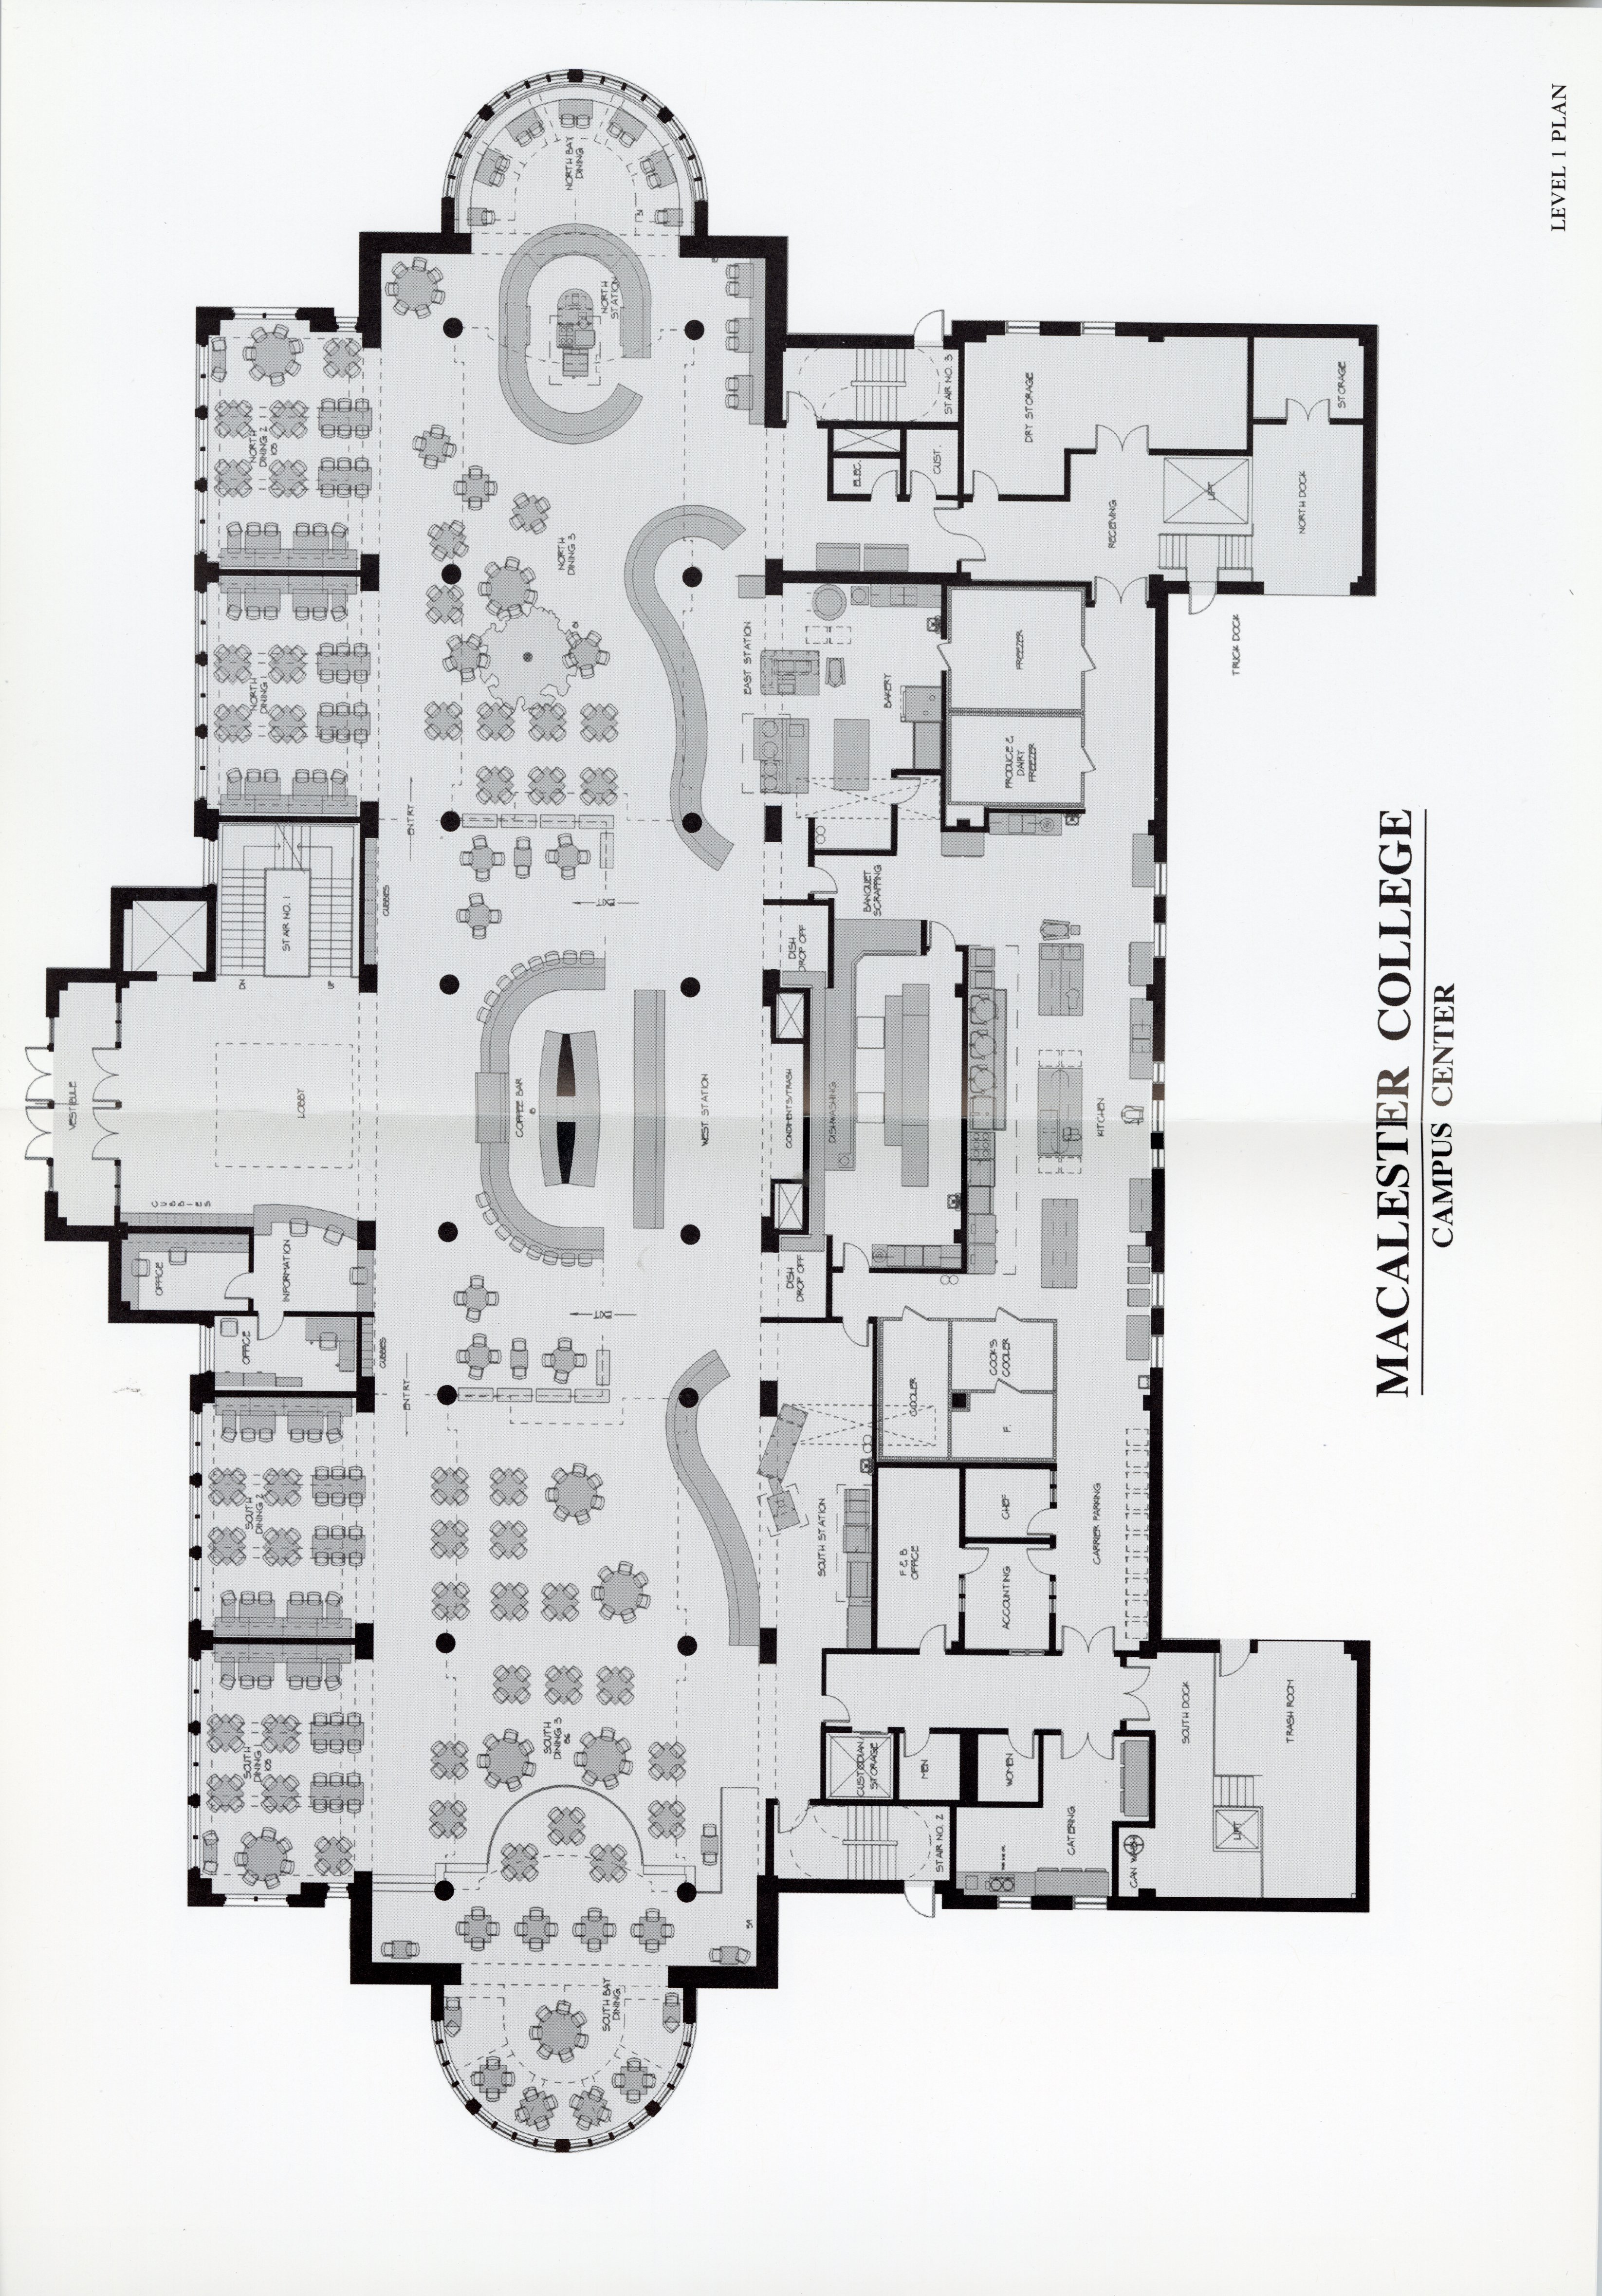 LEVEL 1 PLAN
MACALESTER COLLEGE
CAMPUS CENTER
VESTIBULE
LOBBY
STAIR NO. 1
DN
UP
CUBBIES
OFFICE
INFORMATION
OFFICE
CUBBIES
CUBBIES
ENTRY
ENTRY
EXIT
EXIT
NORTH BAY
DINING
NORTH
STATION
NORTH
DINING 2
105
NORTH
DINING 1
NORTH
DINING 3
COFFEE BAR
18
WEST STATION
SOUTH
DINING 2
SOUTH
DINING 1
105
SOUTH
DINING 3
86
SOUTH BAY
DINING
EAST STATION
BAKERY
FREEZER
PRODUCE &
DAIRY
FREEZER
BANQUET
SCRAPPING
DISH
DROP OFF
CONDIMENTS/TRASH
DISHWASHING
DISH
DROP OFF
KITCHEN
COOLER
COOKS
COOLER
F.
SOUTH STATION
F & B
OFFICE
CHEF
ACCOUNTING
CARRIER PARKING
CUSTODIAN/
STORAGE
MEN
WOMEN
STAIR NO. 2
CATERING
CAN WASH
SOUTH DOCK
LIFT
TRASH ROOM
STAIR NO. 3
ELEC.
CUST.
DRY STORAGE
STORAGE
RECEIVING
LIFT
NORTH DOCK
TRUCK DOCK